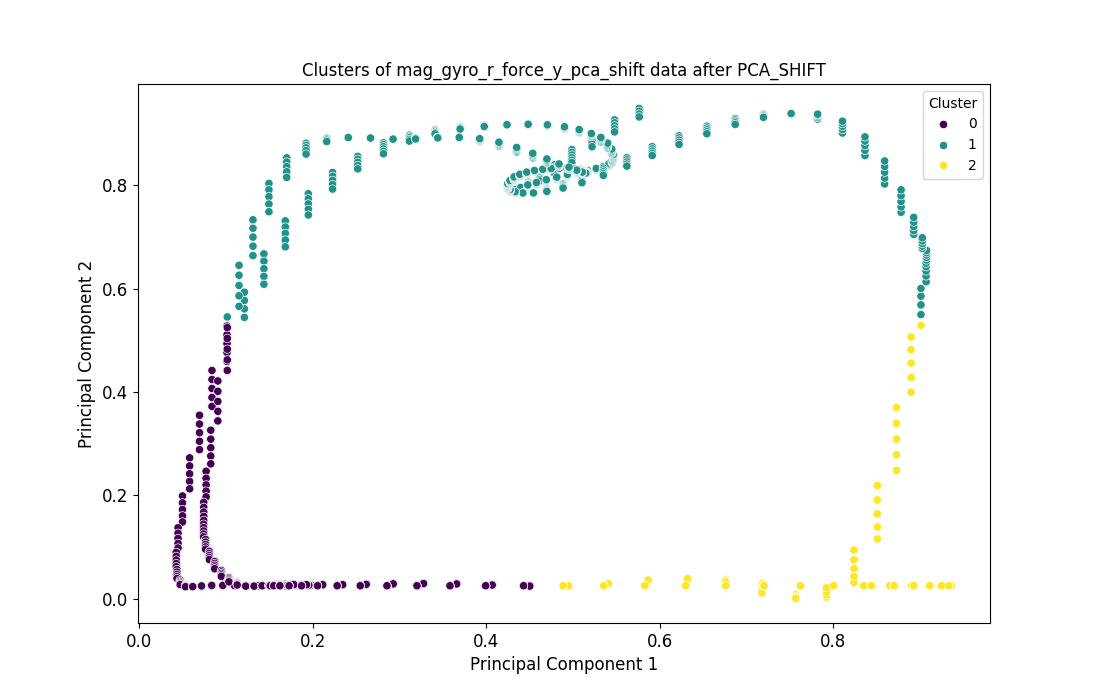 Clusters of mag_gyro_r_force_y_pca_shift data after PCA_SHIFT
Cluster
0
1
2
Principal Component 2
0.8
0.6
0.4
0.2
0.0
0.0 0.2 0.4 0.6 0.8
Principal Component 1